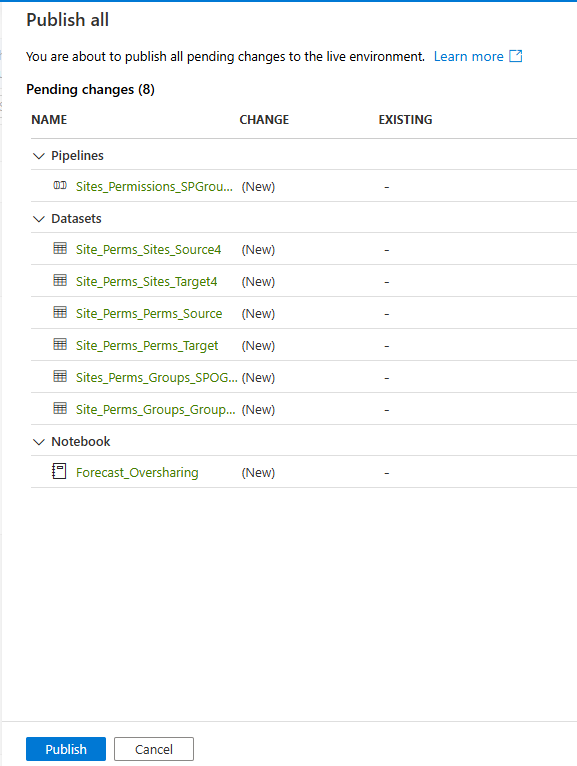 Publish all
You are about to publish all pending changes to the live environment. Learn more
Pending changes (8)
NAME CHANGE EXISTING
Pipelines
Sites_Permissions_SPGrou... (New) -
Datasets
Site_Perms_Sites_Source4 (New) -
Site_Perms_Sites_Target4 (New) -
Site_Perms_Perms_Source (New) -
Site_Perms_Perms_Target (New) -
Sites_Perms_Groups_SPOG... (New) -
Site_Perms_Groups_Group... (New) -
Notebook
Forecast_Oversharing (New) -
Publish Cancel